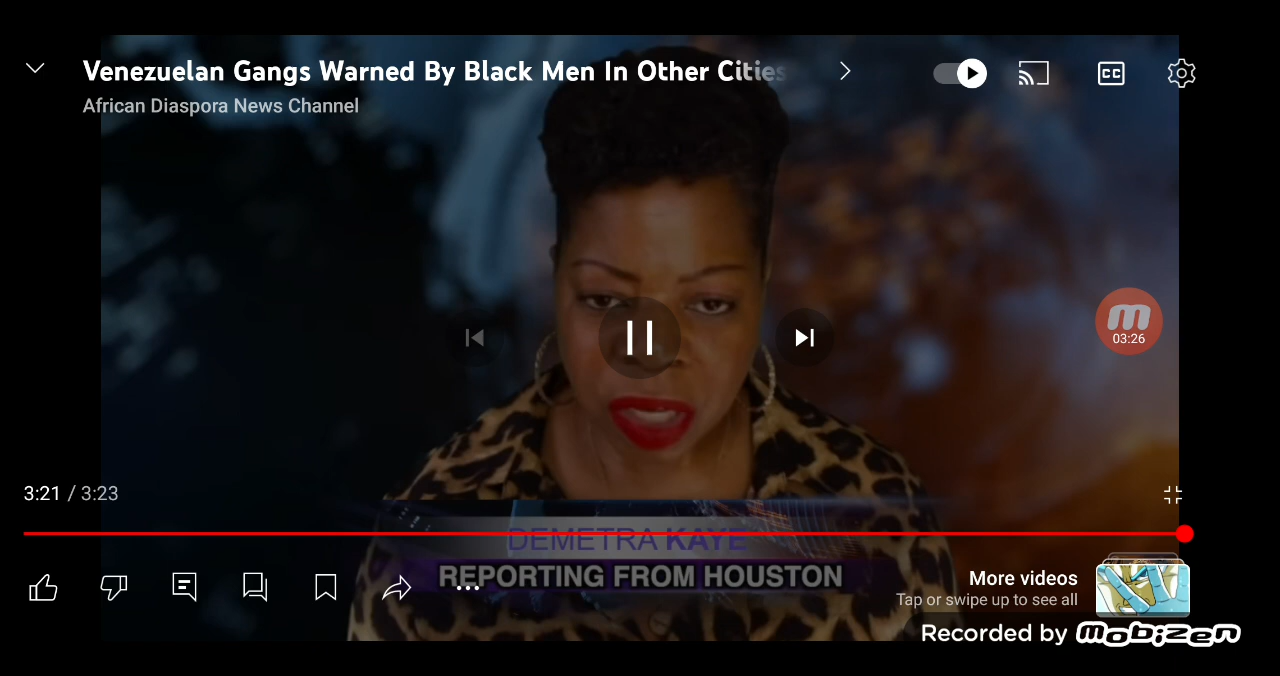 Venezuelan Gangs Warned By Black Men In Other Cities
African Diaspora News Channel
CC
m
03:26
3:21 / 3:23
DEMETRA KAYE
REPORTING FROM HOUSTON
More videos
Tap or swipe up to see all
Recorded by mobizen